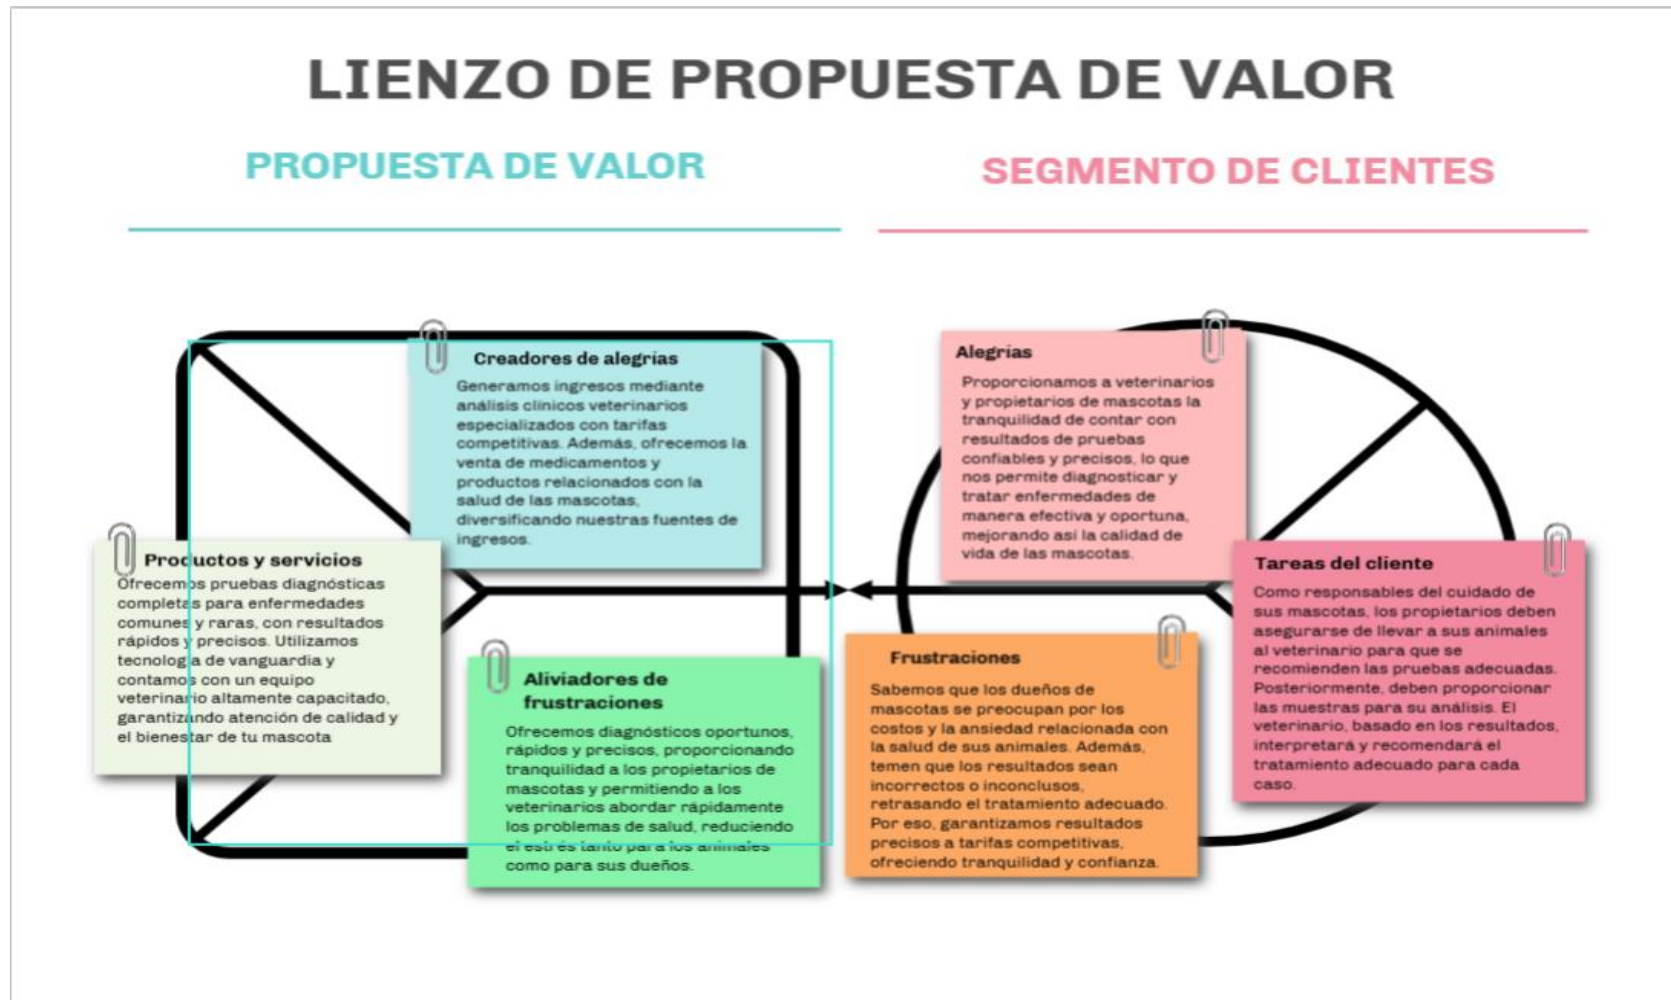 LIENZO DE PROPUESTA DE VALOR
PROPUESTA DE VALOR
SEGMENTO DE CLIENTES
Creadores de alegrías
Generamos ingresos mediante
análisis clínicos veterinarios
especializados con tarifas
competitivas. Además, ofrecemos la
venta de medicamentos y
productos relacionados con la
salud de las mascotas,
diversificando nuestras fuentes de
ingresos.
Productos y servicios
Ofrecemos pruebas diagnósticas
completas para enfermedades
comunes y raras, con resultados
rápidos y precisos. Utilizamos
tecnología de vanguardia y
contamos con un equipo
veterinario altamente capacitado,
garantizando atención de calidad y
el bienestar de tu mascota
Aliviadores de
frustraciones
Ofrecemos diagnósticos oportunos,
rápidos y precisos, proporcionando
tranquilidad a los propietarios de
mascotas y permitiendo a los
veterinarios abordar rápidamente
los problemas de salud, reduciendo
el estrés tanto para los animales
como para sus dueños.
Alegrías
Proporcionamos a veterinarios
y propietarios de mascotas la
tranquilidad de contar con
resultados de pruebas
confiables y precisos, lo que
nos permite diagnosticar y
tratar enfermedades de
manera efectiva y oportuna,
mejorando así la calidad de
vida de las mascotas.
Frustraciones
Sabemos que los dueños de
mascotas se preocupan por los
costos y la ansiedad relacionada con
la salud de sus animales. Además,
temen que los resultados sean
incorrectos o inconclusos,
retrasando el tratamiento adecuado.
Por eso, garantizamos resultados
precisos a tarifas competitivas,
ofreciendo tranquilidad y confianza.
Tareas del cliente
Como responsables del cuidado de
sus mascotas, los propietarios deben
asegurarse de llevar a sus animales
al veterinario para que se
recomienden las pruebas adecuadas.
Posteriormente, deben proporcionar
las muestras para su análisis. El
veterinario, basado en los resultados,
interpretará y recomendará el
tratamiento adecuado para cada
caso.